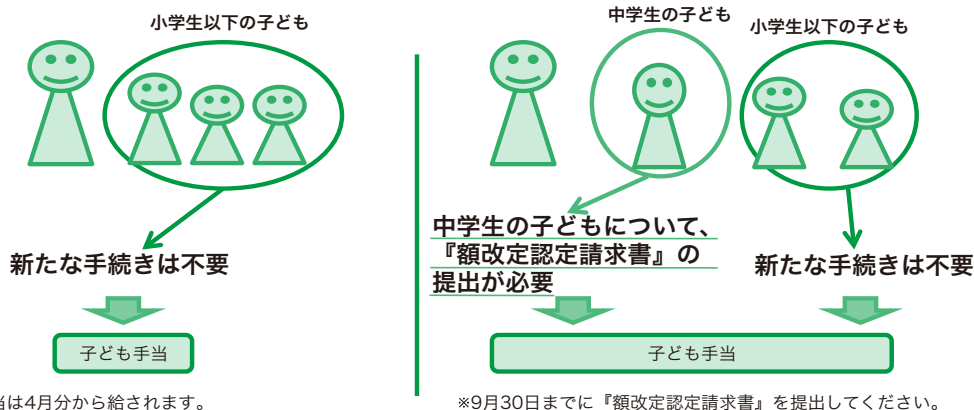 小学生以下の子ども
新たな手続きは不要
子ども手当
当は4月分から給されます。
中学生の子ども
小学生以下の子ども
中学生の子どもについて、
『額改定認定請求書』の
提出が必要
新たな手続きは不要
子ども手当
※9月30日までに『額改定認定請求書』を提出してください。